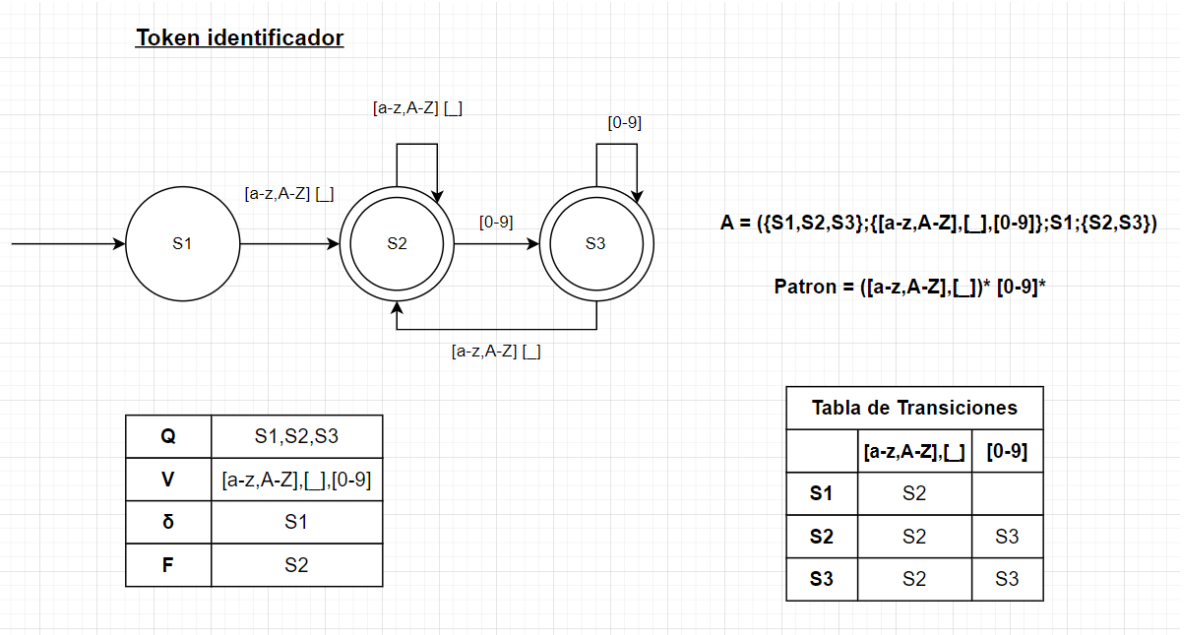 Token identificador
[a-z,A-Z] [_]
[0-9]
[a-z,A-Z] [_]
S1
S2
[0-9]
S3
[a-z,A-Z] [_]
A = ({S1,S2,S3};{[a-z,A-Z],[_],[0-9]};S1;{S2,S3})
Patron = ([a-z,A-Z],[_])* [0-9]*
Q S1,S2,S3
V [a-z,A-Z],[_],[0-9]
δ S1
F S2
Tabla de Transiciones
[a-z,A-Z],[_] [0-9]
S1 S2
S2 S2 S3
S3 S2 S3